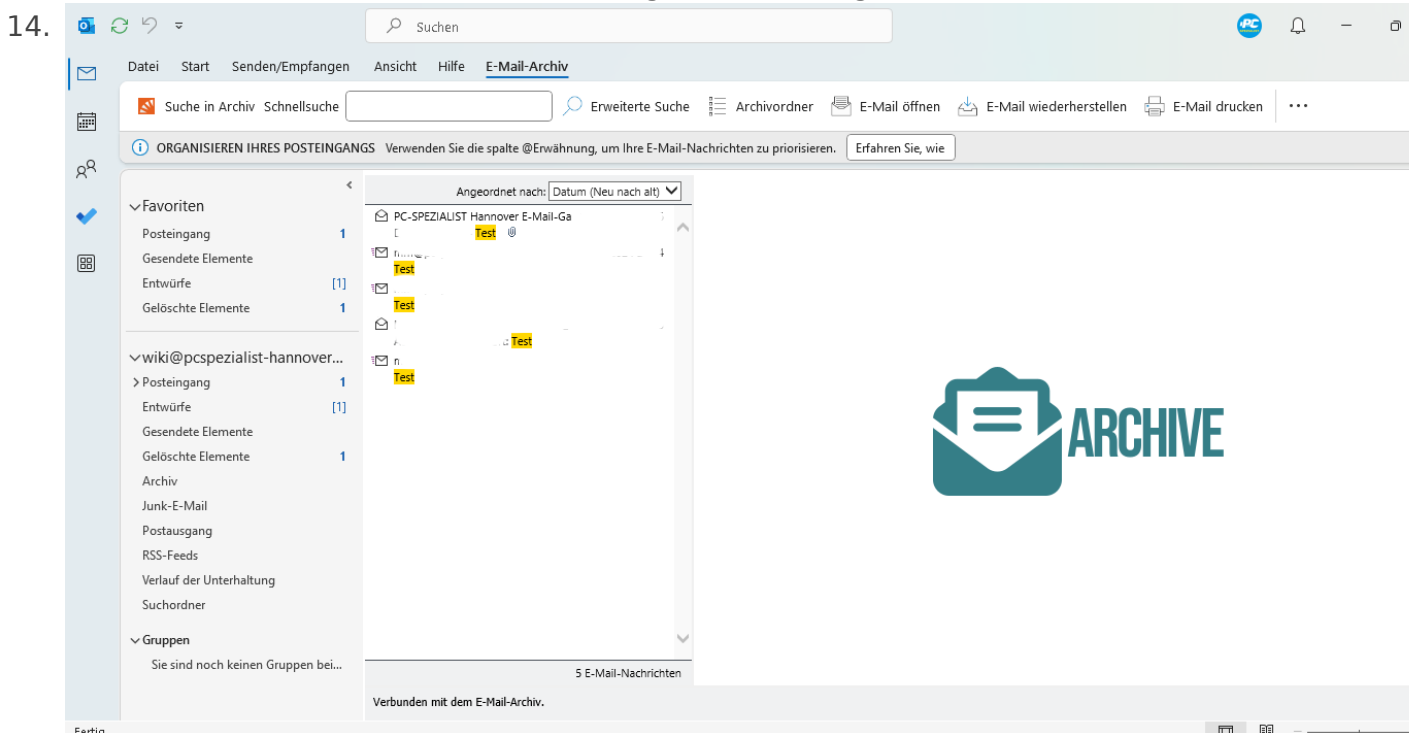 14.
Suchen
Datei Start Senden/Empfangen Ansicht Hilfe E-Mail-Archiv
Suche in Archiv Schnellsuche Erweiterte Suche Archivordner E-Mail öffnen E-Mail wiederherstellen E-Mail drucken ...
ORGANISIEREN IHRES POSTEINGANGS Verwenden Sie die spalte @Erwähnung, um Ihre E-Mail-Nachrichten zu priorisieren. Erfahren Sie, wie
Favoriten
Posteingang 1
Gesendete Elemente
Entwürfe [1]
Gelöschte Elemente 1
wiki@pcspezialist-hannover...
Posteingang 1
Entwürfe [1]
Gesendete Elemente
Gelöschte Elemente 1
Archiv
Junk-E-Mail
Postausgang
RSS-Feeds
Verlauf der Unterhaltung
Suchordner
Gruppen
Sie sind noch keinen Gruppen bei...
Angeordnet nach: Datum (Neu nach alt)
PC-SPEZIALIST Hannover E-Mail-Ga
Test
Test
Test
Test
Test
5 E-Mail-Nachrichten
Verbunden mit dem E-Mail-Archiv.
ARCHIVE
Fertig